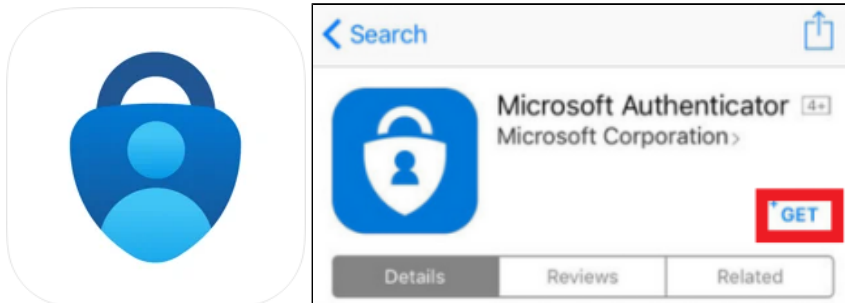 Search
Microsoft Authenticator 4+
Microsoft Corporation>
+GET
Details Reviews Related